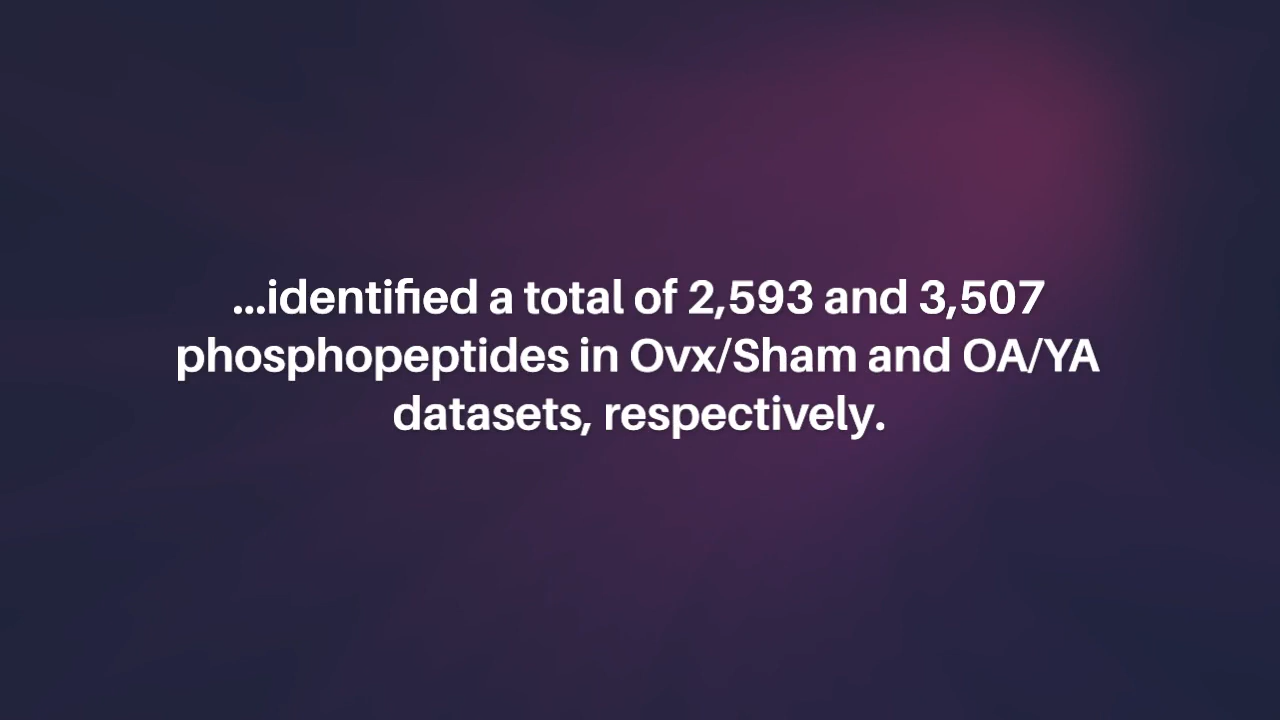 ...identified a total of 2,593 and 3,507
phosphopeptides in Ovx/Sham and OA/YA
datasets, respectively.